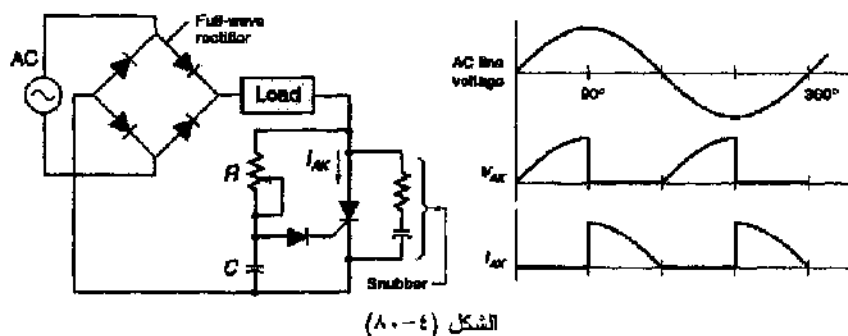 Full-wave
rectifier
AC
Load
R
I_AK
C
Snubber
AC line
voltage
90°
360°
V_AK
I_AK
الشكل (٤-٨٠)